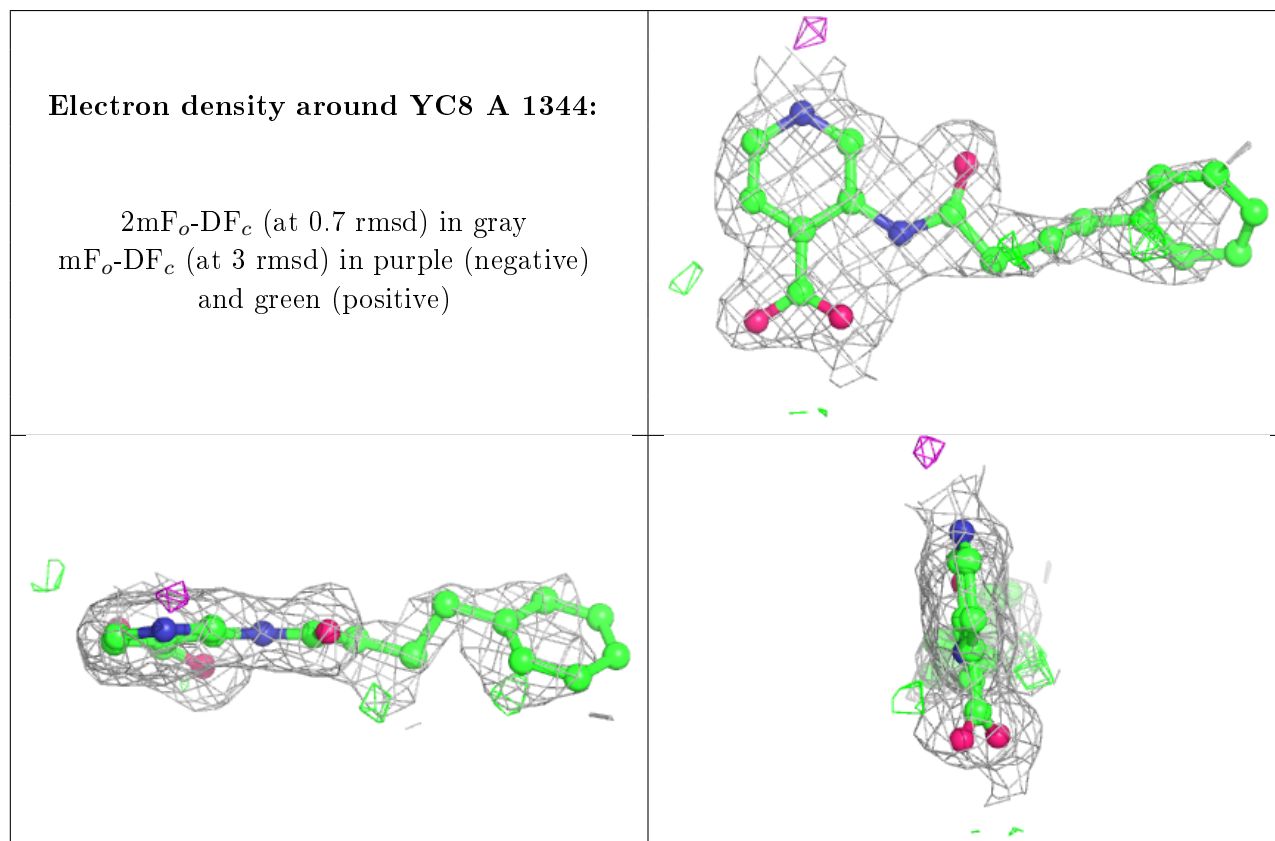 Electron density around YC8 A 1344:
2mFₒ-DF𝒸 (at 0.7 rmsd) in gray
mFₒ-DF𝒸 (at 3 rmsd) in purple (negative)
and green (positive)